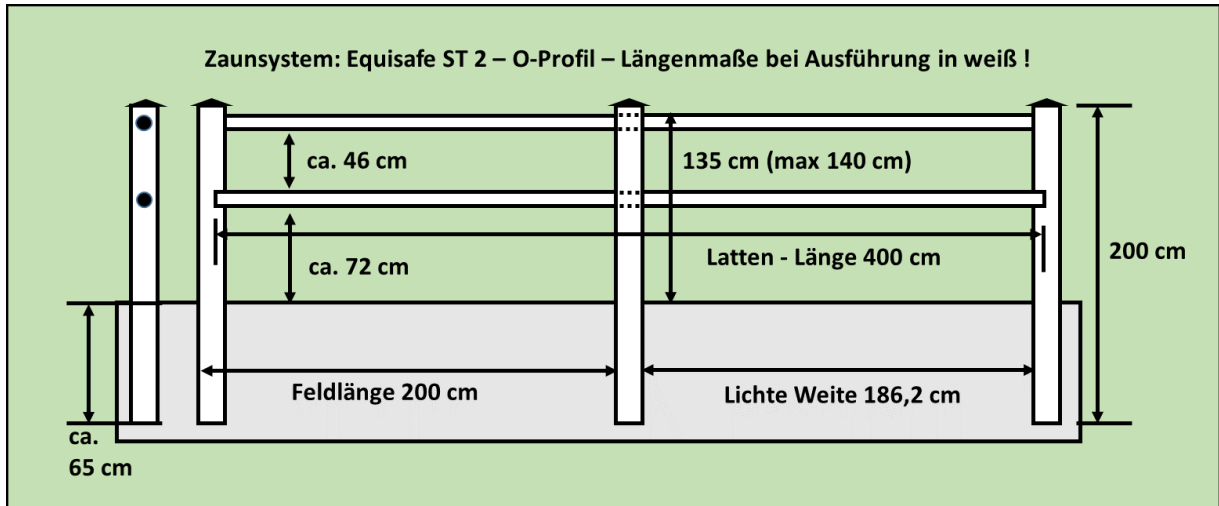 Zaunsystem: Equisafe ST 2 – O-Profil – Längenmaße bei Ausführung in weiß !
ca. 46 cm
135 cm (max 140 cm)
ca. 72 cm
Latten - Länge 400 cm
200 cm
Feldlänge 200 cm
Lichte Weite 186,2 cm
ca.
65 cm